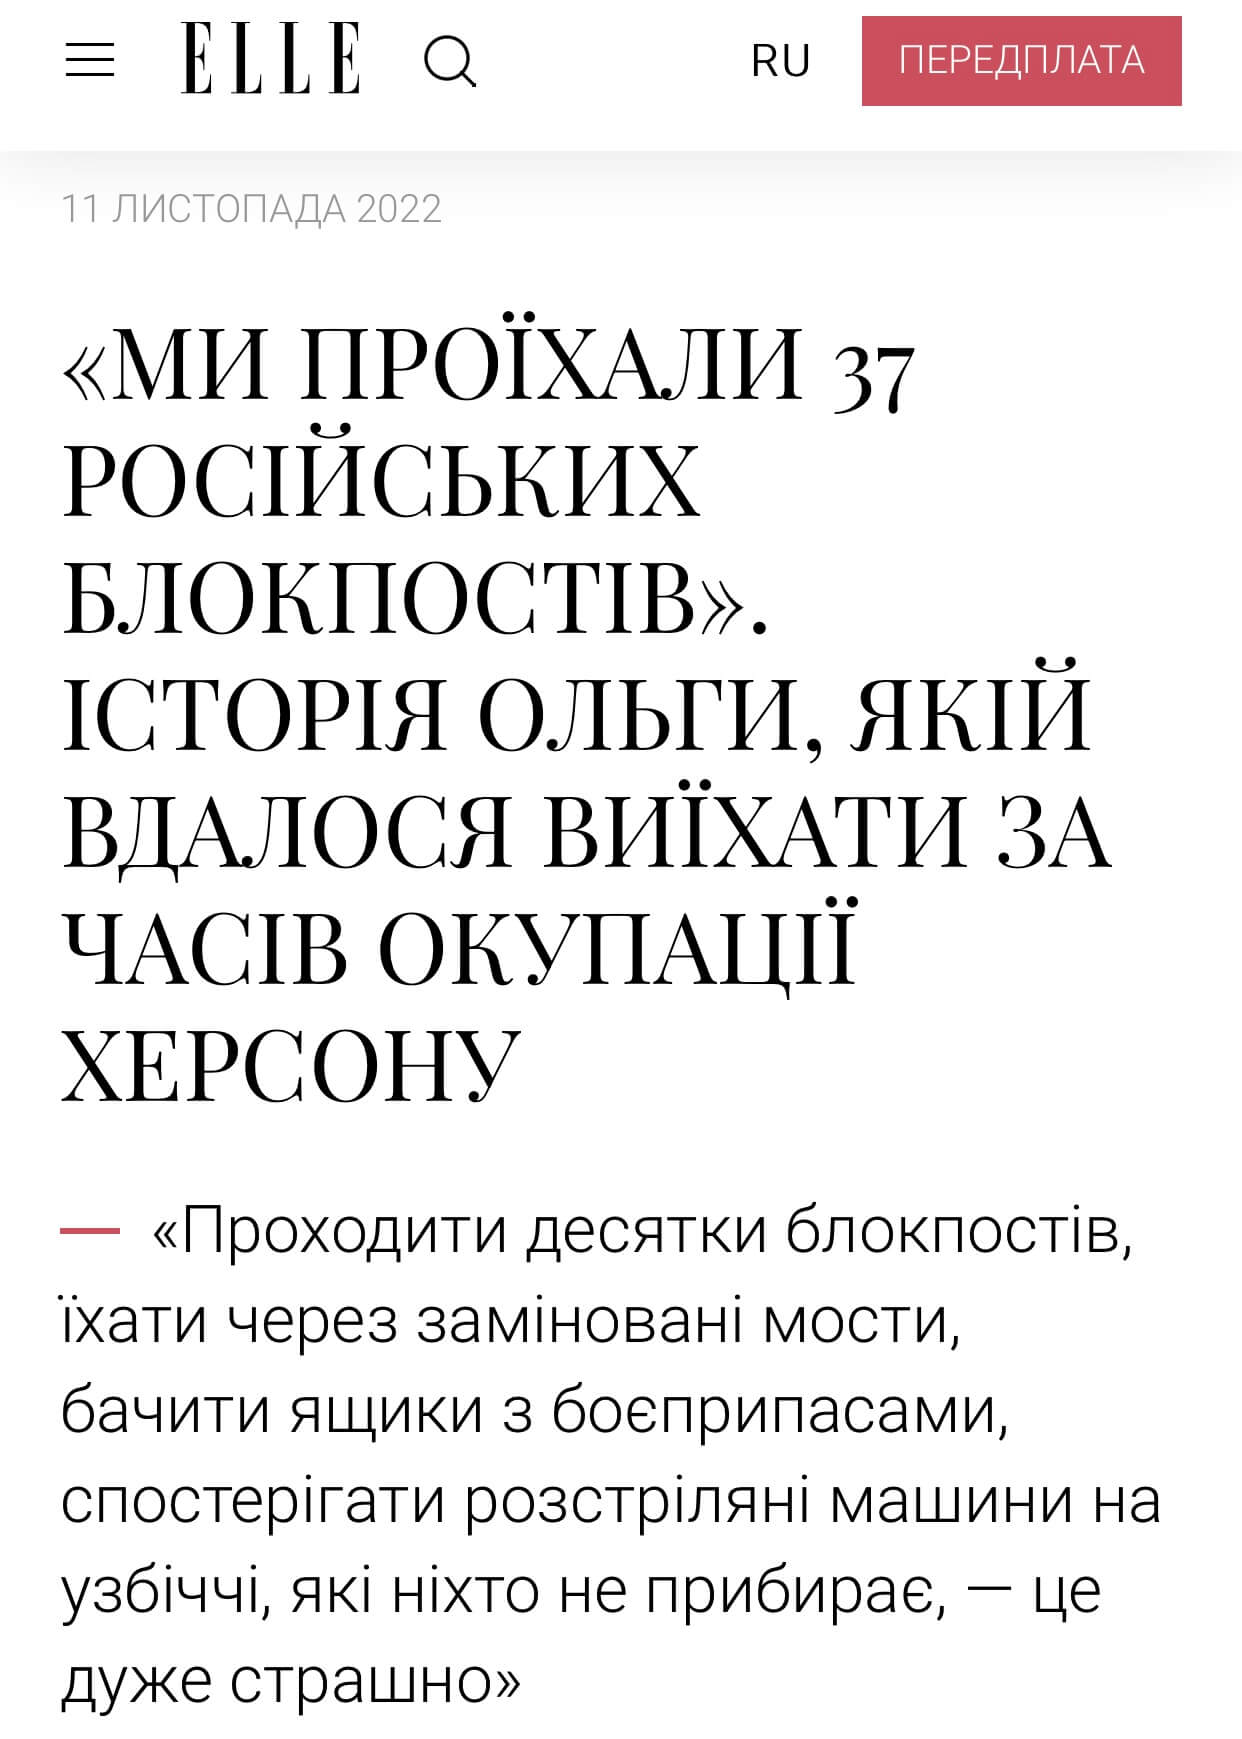 ELLE
RU
ПЕРЕДПЛАТА
11 ЛИСТОПАДА 2022
«МИ ПРОЇХАЛИ 37
РОСІЙСЬКИХ
БЛОКПОСТІВ».
ІСТОРІЯ ОЛЬГИ, ЯКІЙ
ВДАЛОСЯ ВИЇХАТИ ЗА
ЧАСІВ ОКУПАЦІЇ
ХЕРСОНУ
— «Проходити десятки блокпостів,
їхати через заміновані мости,
бачити ящики з боєприпасами,
спостерігати розстріляні машини на
узбіччі, які ніхто не прибирає, — це
дуже страшно»